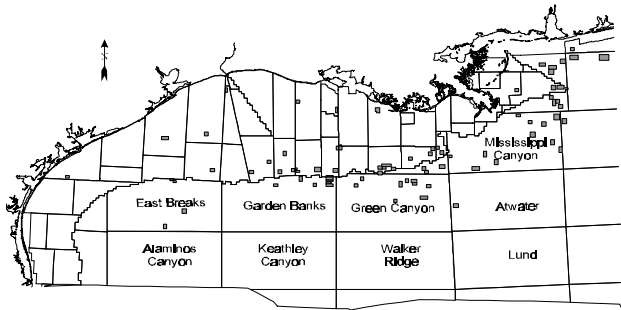 Mississippi
Canyon
East Breaks
Garden Banks
Green Canyon
Atwater
Alaminos
Canyon
Keathley
Canyon
Walker
Ridge
Lund